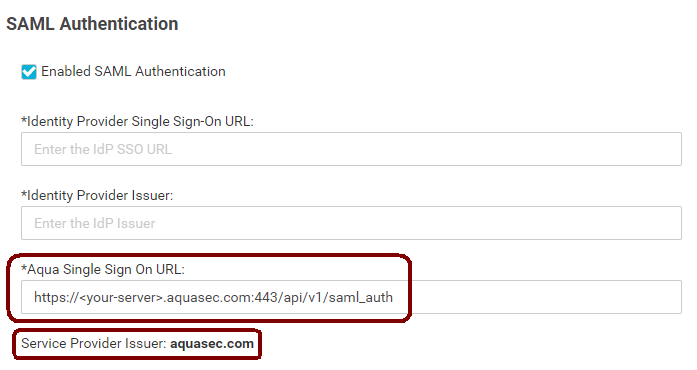 SAML Authentication
Enabled SAML Authentication
*Identity Provider Single Sign-On URL:
Enter the IdP SSO URL
*Identity Provider Issuer:
Enter the IdP Issuer
*Aqua Single Sign On URL:
https://<your-server>.aquasec.com:443/api/v1/saml_auth
Service Provider Issuer: aquasec.com